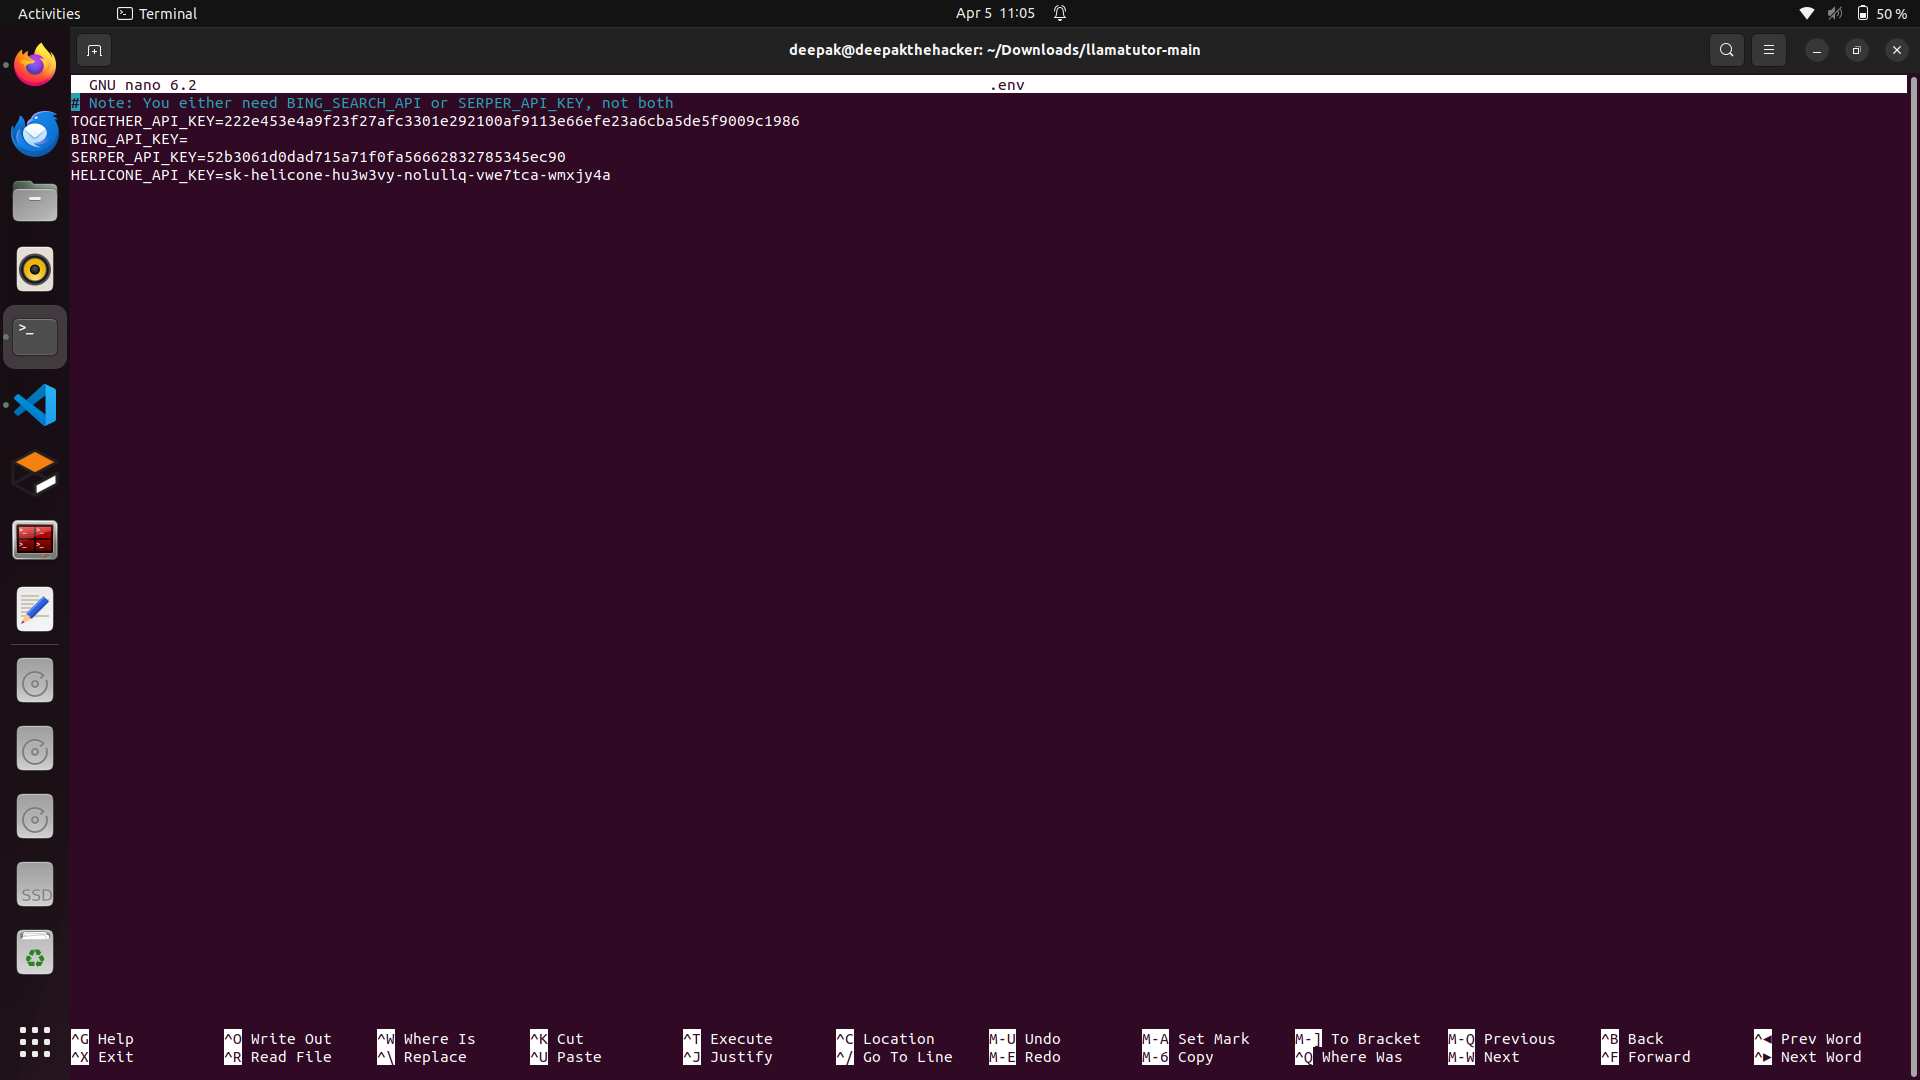 Activities
Terminal
Apr 5 11:05
50 %
deepak@deepakthehacker: ~/Downloads/llamatutor-main
GNU nano 6.2
.env
# Note: You either need BING_SEARCH_API or SERPER_API_KEY, not both
TOGETHER_API_KEY=222e453e4a9f23f27afc3301e292100af9113e66efe23a6cba5de5f9009c1986
BING_API_KEY=
SERPER_API_KEY=52b3061d0dad715a71f0fa56662832785345ec90
HELICONE_API_KEY=sk-helicone-hu3w3vy-nolullq-vwe7tca-wmxjy4a
SSD
^G Help ^O Write Out ^W Where Is ^K Cut ^T Execute ^C Location M-U Undo M-A Set Mark M-] To Bracket M-Q Previous ^B Back ^◀ Prev Word
^X Exit ^R Read File ^\ Replace ^U Paste ^J Justify ^/ Go To Line M-E Redo M-6 Copy ^Q Where Was M-W Next ^F Forward ^▶ Next Word